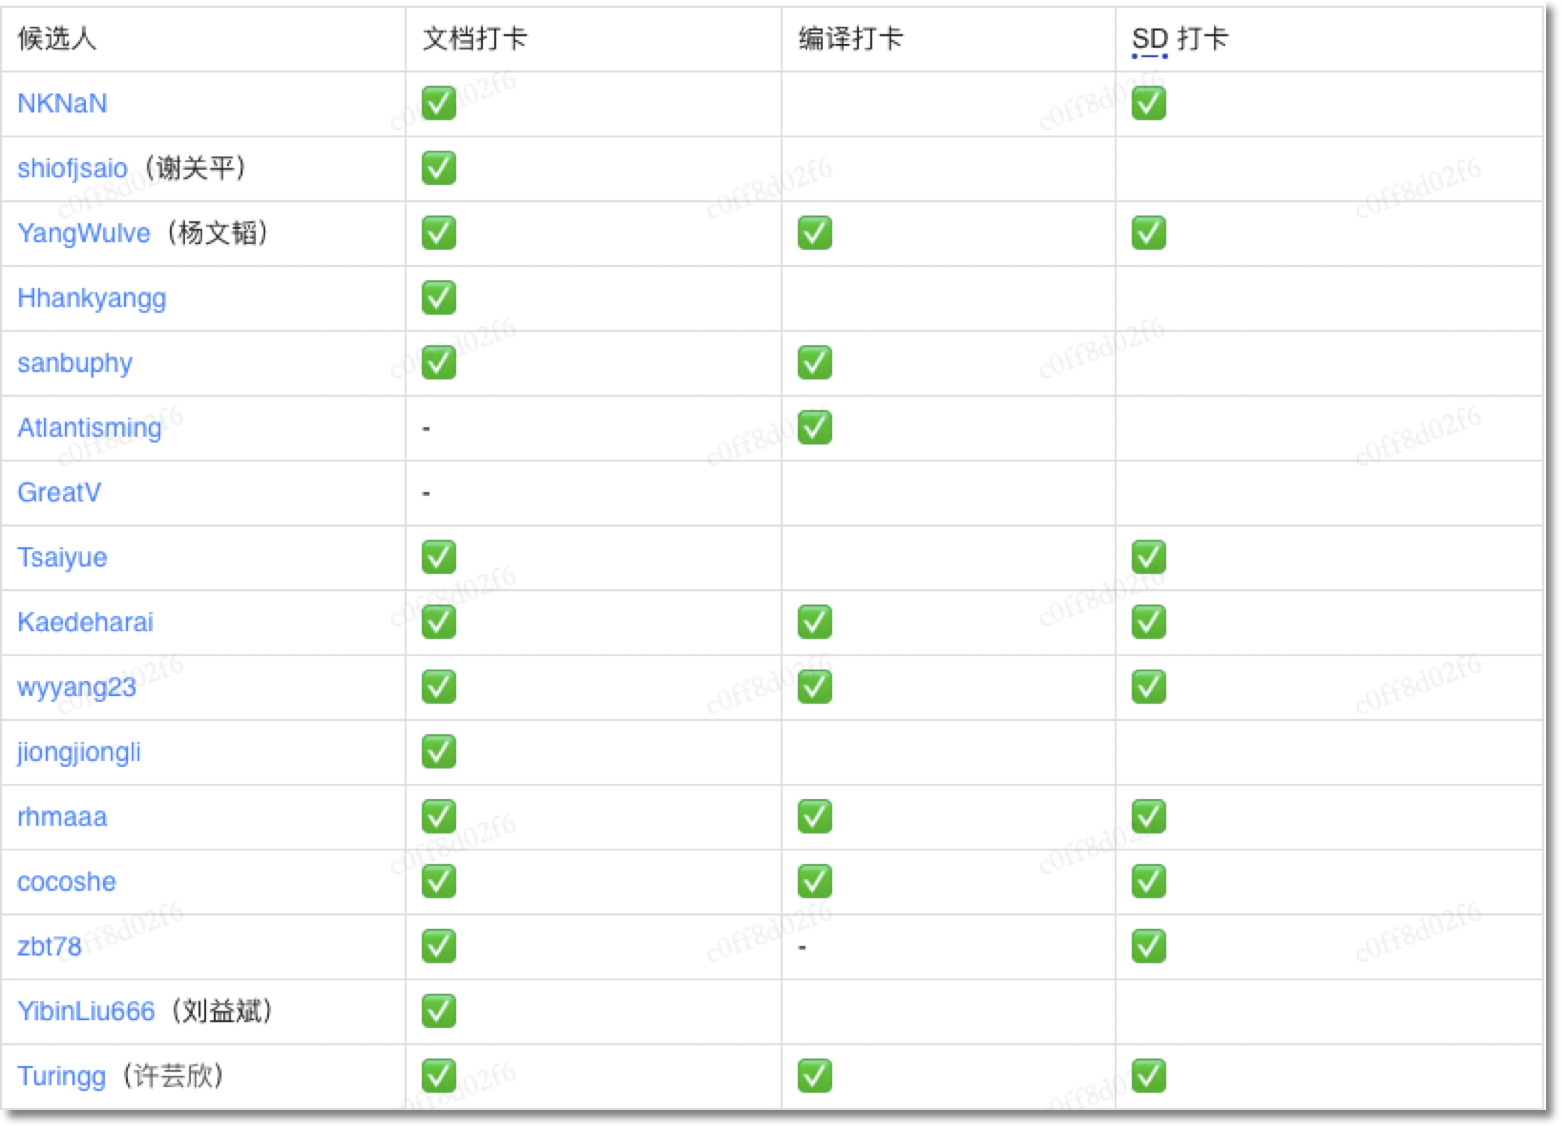 候选人 文档打卡 编译打卡 SD 打卡
NKNaN ✅ ✅
shiofjsaio（谢关平） ✅
YangWulve（杨文韬） ✅ ✅ ✅
Hhankyangg ✅
sanbuphy ✅ ✅
Atlantisming - ✅
GreatV -
Tsaiyue ✅ ✅
Kaedeharai ✅ ✅ ✅
wyyang23 ✅ ✅ ✅
jiongjiongli ✅
rhmaaa ✅ ✅ ✅
cocoshe ✅ ✅ ✅
zbt78 ✅ - ✅
YibinLiu666（刘益斌） ✅
Turingg（许芸欣） ✅ ✅ ✅
c0ff8d02f6